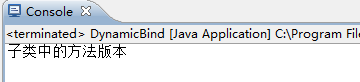 Console
<terminated> DynamicBind [Java Application] C:\Program File
子类中的方法版本